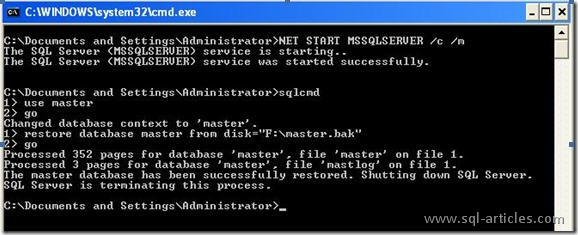 C:\WINDOWS\system32\cmd.exe
C:\Documents and Settings\Administrator>NET START MSSQLSERVER /c /m
The SQL Server (MSSQLSERVER) service is starting..
The SQL Server (MSSQLSERVER) service was started successfully.
C:\Documents and Settings\Administrator>sqlcmd
1> use master
2> go
Changed database context to 'master'.
1> restore database master from disk="F:\master.bak"
2> go
Processed 352 pages for database 'master', file 'master' on file 1.
Processed 3 pages for database 'master', file 'mastlog' on file 1.
The master database has been successfully restored. Shutting down SQL Server.
SQL Server is terminating this process.
C:\Documents and Settings\Administrator>_
www.sql-articles.com